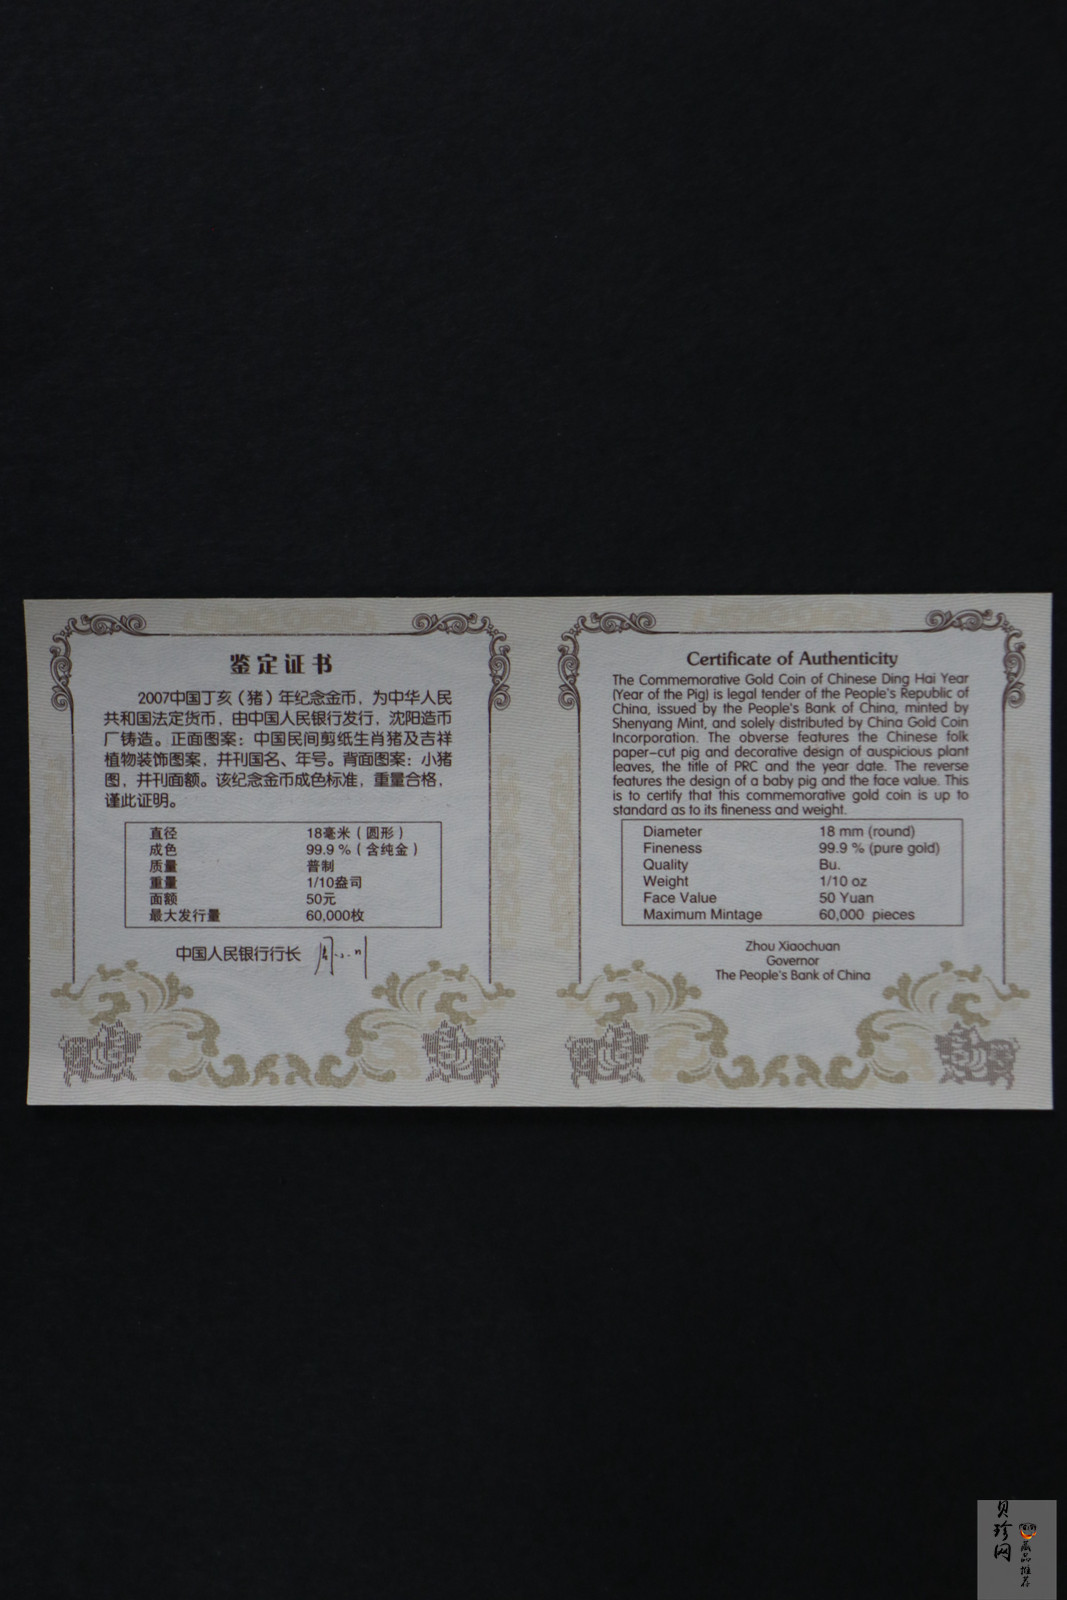 鉴定证书
2007中国丁亥（猪）年纪念金币，为中华人民
共和国法定货币，由中国人民银行发行，沈阳造币
厂铸造。正面图案：中国民间剪纸生肖猪及吉祥
植物装饰图案，并刊国名、年号。背面图案：小猪
图，并刊面额。该纪念金币成色标准，重量合格，
谨此证明。
直径 18毫米（圆形）
成色 99.9％（含纯金）
质量 普制
重量 1/10盎司
面额 50元
最大发行量 60,000枚
中国人民银行行长 周小川
Certificate of Authenticity
The Commemorative Gold Coin of Chinese Ding Hai Year
(Year of the Pig) is legal tender of the People's Republic of
China, issued by the People's Bank of China, minted by
Shenyang Mint, and solely distributed by China Gold Coin
Incorporation. The obverse features the Chinese folk
paper-cut pig and decorative design of auspicious plant
leaves, the title of PRC and the year date. The reverse
features the design of a baby pig and the face value. This
is to certify that this commemorative gold coin is up to
standard as to its fineness and weight.
Diameter 18 mm (round)
Fineness 99.9 % (pure gold)
Quality Bu.
Weight 1/10 oz
Face Value 50 Yuan
Maximum Mintage 60,000 pieces
Zhou Xiaochuan
Governor
The People's Bank of China
贝珍网
藏品推荐